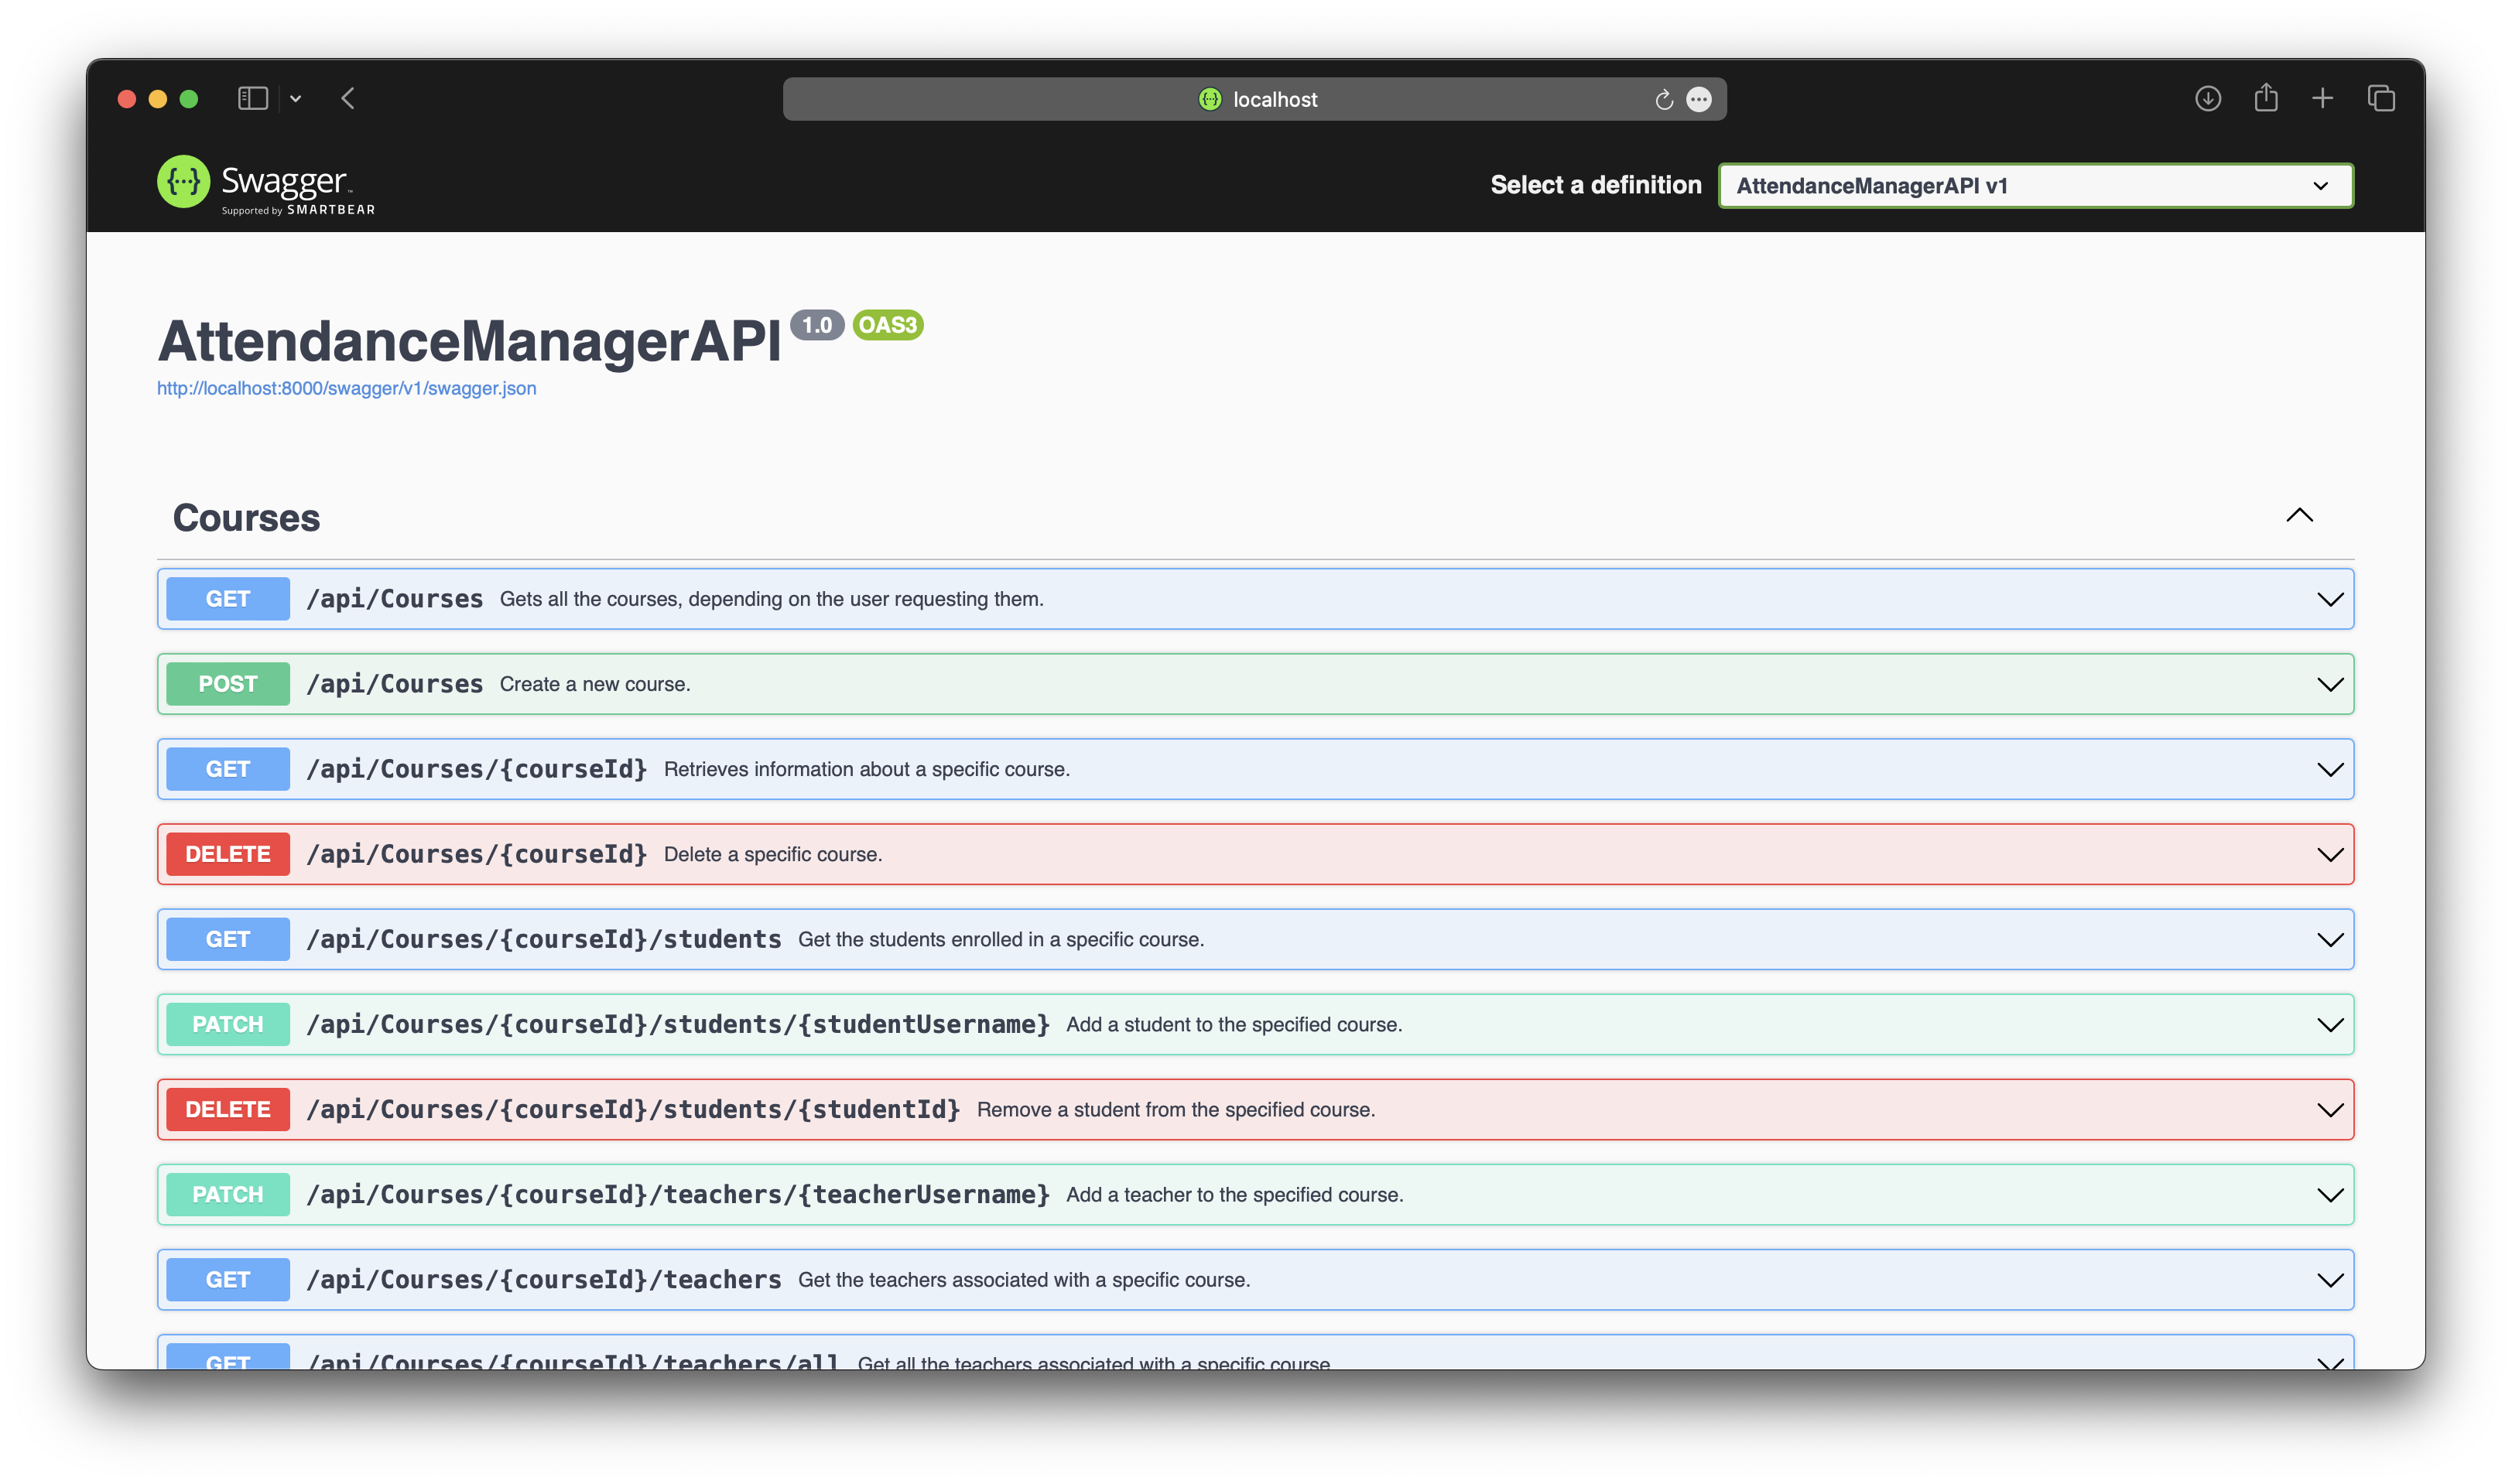 localhost
Swagger
Supported by SMARTBEAR
Select a definition
AttendanceManagerAPI v1
AttendanceManagerAPI 1.0 OAS3
http://localhost:8000/swagger/v1/swagger.json
Courses
GET /api/Courses Gets all the courses, depending on the user requesting them.
POST /api/Courses Create a new course.
GET /api/Courses/{courseId} Retrieves information about a specific course.
DELETE /api/Courses/{courseId} Delete a specific course.
GET /api/Courses/{courseId}/students Get the students enrolled in a specific course.
PATCH /api/Courses/{courseId}/students/{studentUsername} Add a student to the specified course.
DELETE /api/Courses/{courseId}/students/{studentId} Remove a student from the specified course.
PATCH /api/Courses/{courseId}/teachers/{teacherUsername} Add a teacher to the specified course.
GET /api/Courses/{courseId}/teachers Get the teachers associated with a specific course.
GET /api/Courses/{courseId}/teachers/all Get all the teachers associated with a specific course